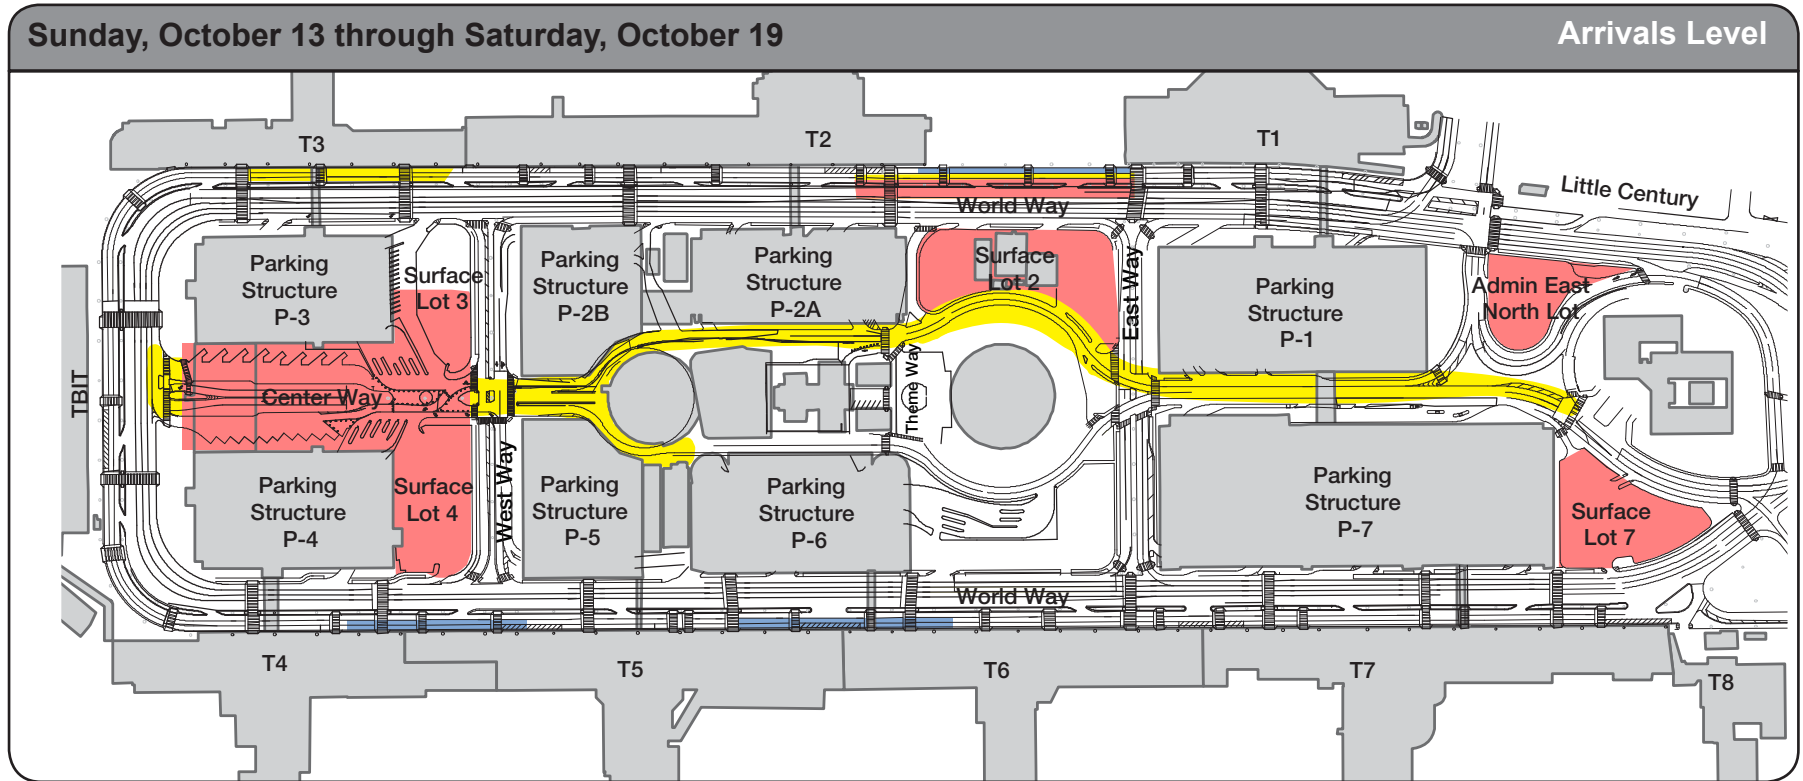 Sunday, October 13 through Saturday, October 19
Arrivals Level
T3
T2
T1
Little Century
World Way
Parking
Structure
P-3
Surface
Lot 3
Parking
Structure
P-2B
Parking
Structure
P-2A
Surface
Lot 2
East Way
Parking
Structure
P-1
Admin East
North Lot
TBIT
Center Way
Theme Way
West Way
Parking
Structure
P-4
Surface
Lot 4
Parking
Structure
P-5
Parking
Structure
P-6
Parking
Structure
P-7
Surface
Lot 7
World Way
T4
T5
T6
T7
T8